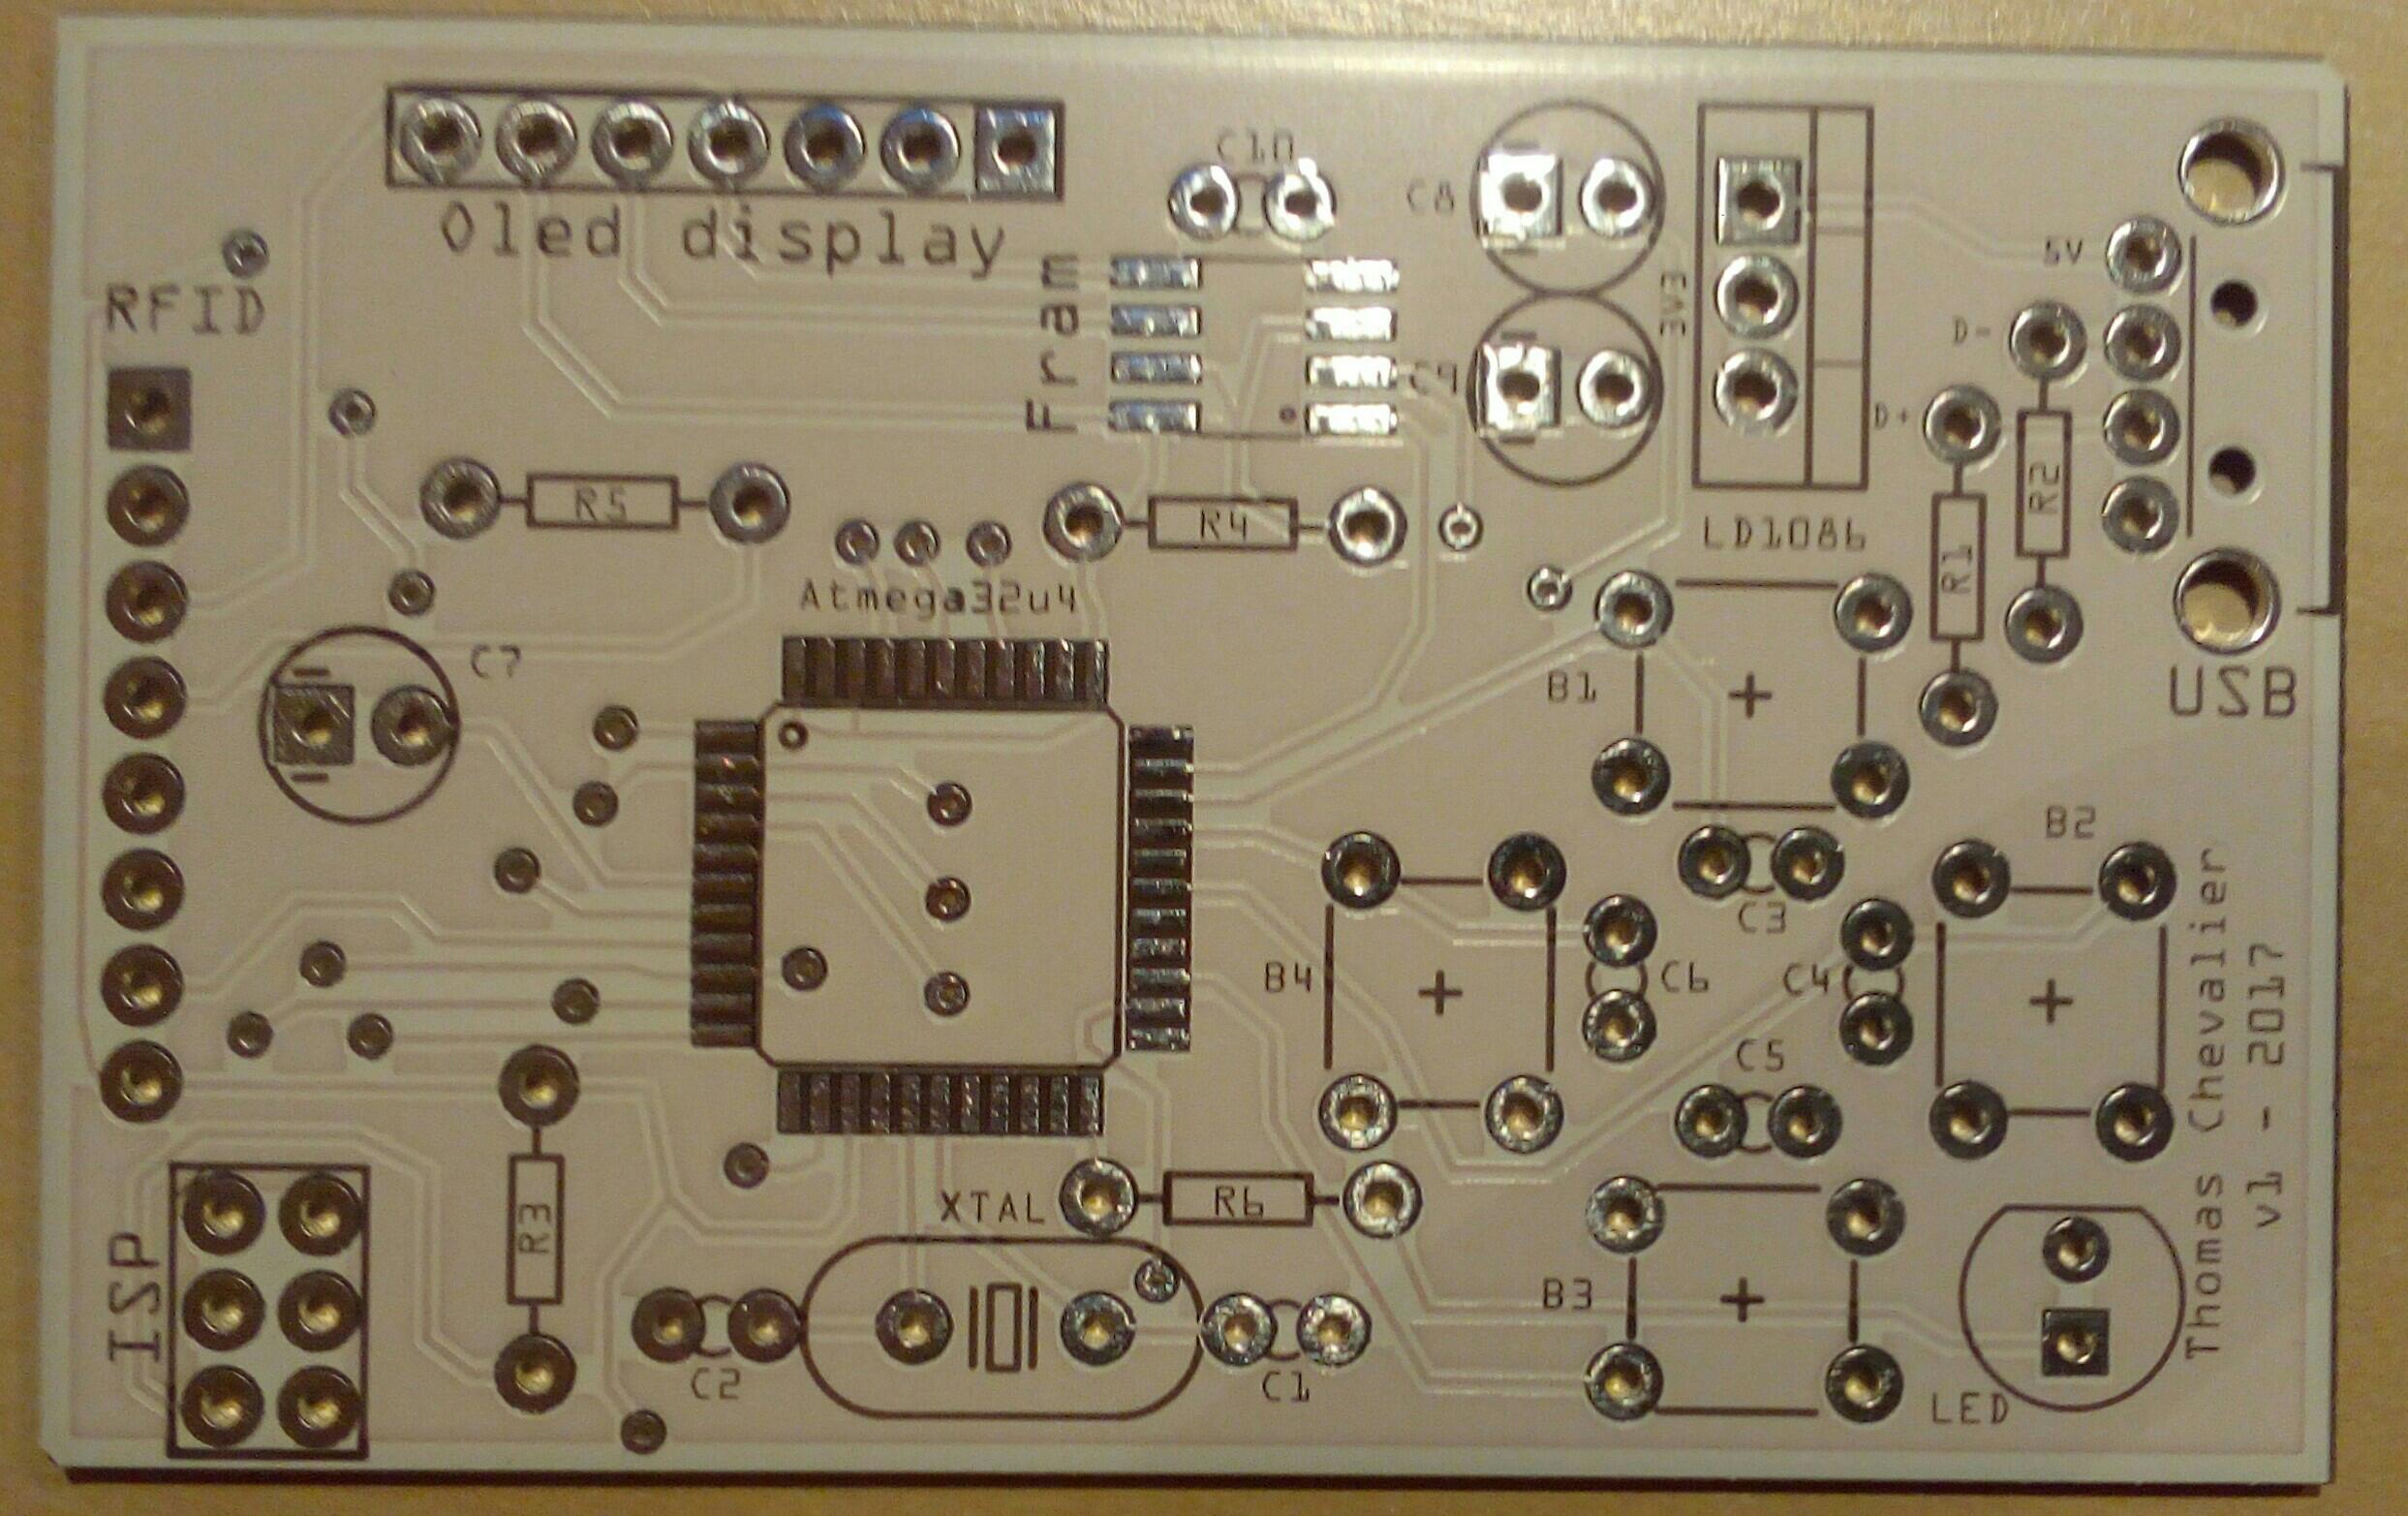 C10
C8
Oled display
5V
RFID
Fram
3V3
D-
C9
D+
R5
R4
R2
LD1086
R1
Atmega32u4
C7
B1
USB
B2
C3
B4
C6
C4
C5
Thomas Chevalier
v1 - 2017
XTAL
R6
R3
ISP
B3
C2
C1
LED